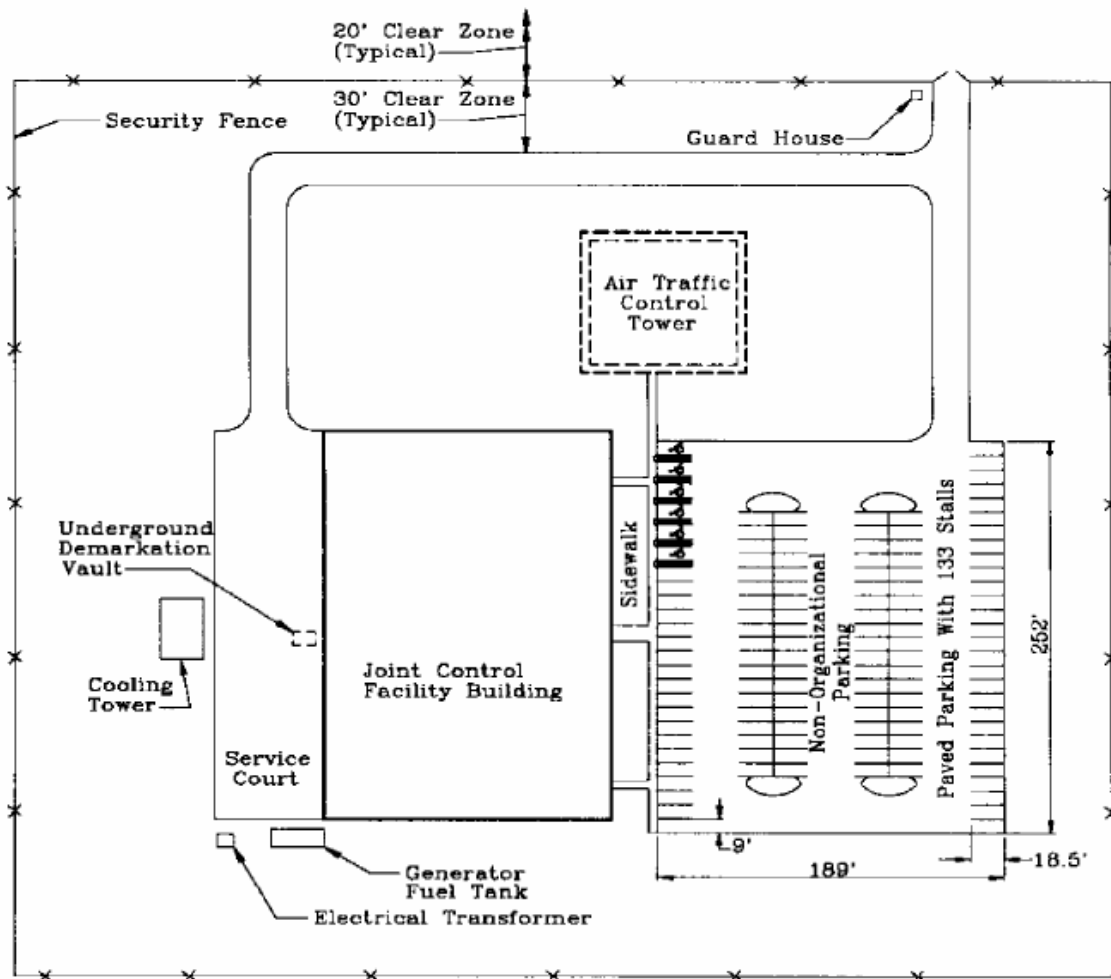 20' Clear Zone
(Typical)
30' Clear Zone
(Typical)
Security Fence
Guard House
Air Traffic
Control
Tower
Underground
Demarkation
Vault
Sidewalk
Non-Organizational
Parking
Paved Parking With 133 Stalls
252'
Joint Control
Facility Building
Cooling
Tower
Service
Court
9'
18.5'
189'
Generator
Fuel Tank
Electrical Transformer